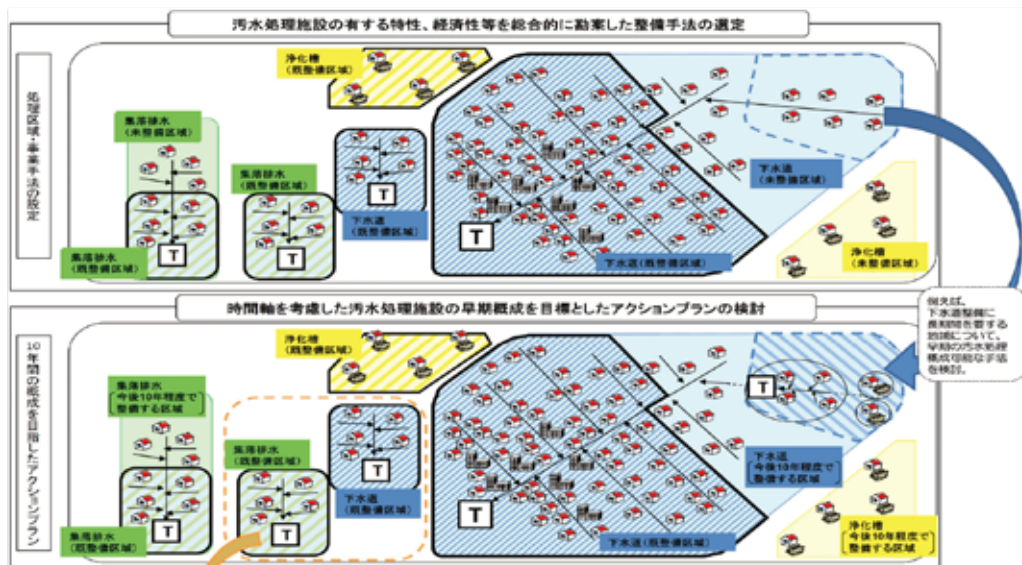 汚水処理施設の有する特性、経済性等を総合的に勘案した整備手法の選定
処理区域・事業手法の設定
浄化槽
(既整備区域)
集落排水
(未整備区域)
集落排水
(既整備区域)
T
集落排水
(既整備区域)
T
下水道
(既整備区域)
T
T
下水道(既整備区域)
下水道
(未整備区域)
浄化槽
(未整備区域)
例えば、
下水道整備に
長期間を要する
地域について、
早期の汚水処理
概成可能な手法
を検討。
時間軸を考慮した汚水処理施設の早期概成を目標としたアクションプランの検討
10年間の概成を目指したアクションプラン
浄化槽
(既整備区域)
集落排水
今後10年程度で
整備する区域
集落排水
(既整備区域)
T
集落排水
(既整備区域)
T
下水道
(既整備区域)
T
T
下水道(既整備区域)
T
下水道
今後10年程度で
整備する区域
浄化槽
今後10年程度で
整備する区域